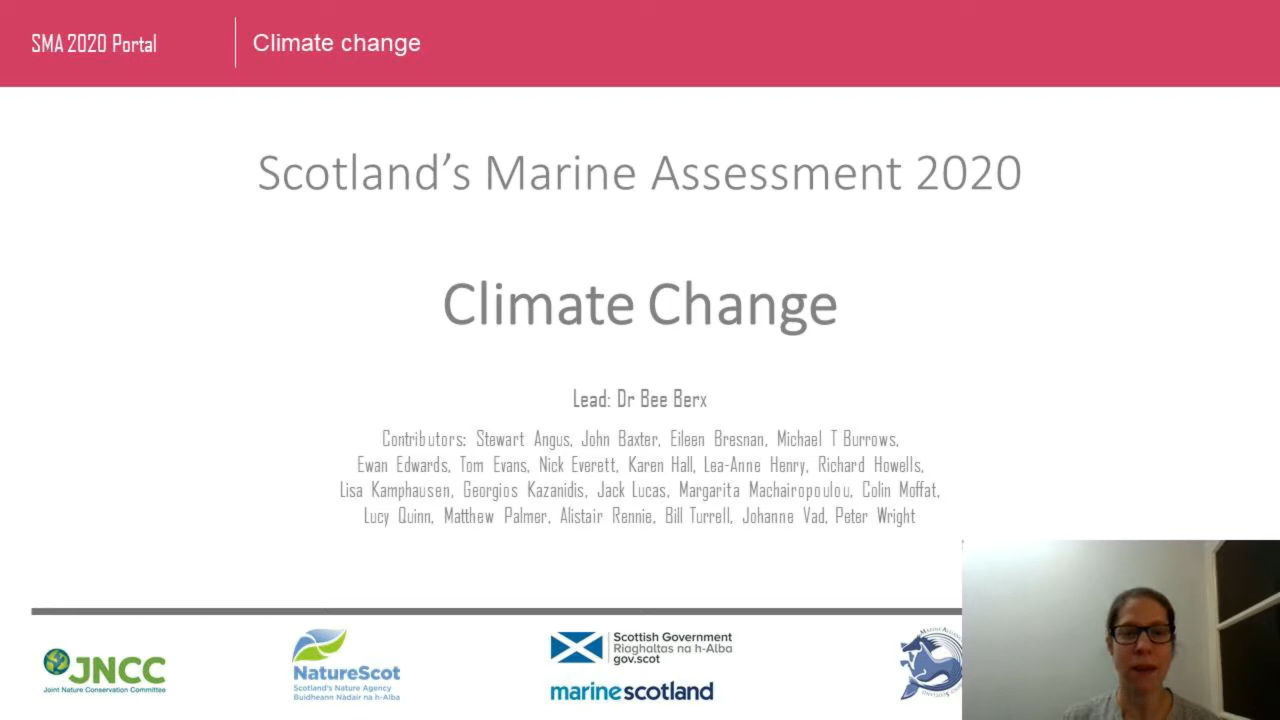 SMA 2020 Portal
Climate change
Scotland's Marine Assessment 2020
Climate Change
Lead: Dr Bee Berx
Contributors: Stewart Angus, John Baxter, Eileen Bresnan, Michael T Burrows,
Ewan Edwards, Tom Evans, Nick Everett, Karen Hall, Lea-Anne Henry, Richard Howells,
Lisa Kamphausen, Georgios Kazanidis, Jack Lucas, Margarita Machairopoulou, Colin Moffat,
Lucy Quinn, Matthew Palmer, Alistair Rennie, Bill Turrell, Johanne Vad, Peter Wright
JNCC
Joint Nature Conservation Committee
NatureScot
Scotland's Nature Agency
Buidheann Nàdair na h-Alba
Scottish Government
Riaghaltas na h-Alba
gov.scot
marinescotland